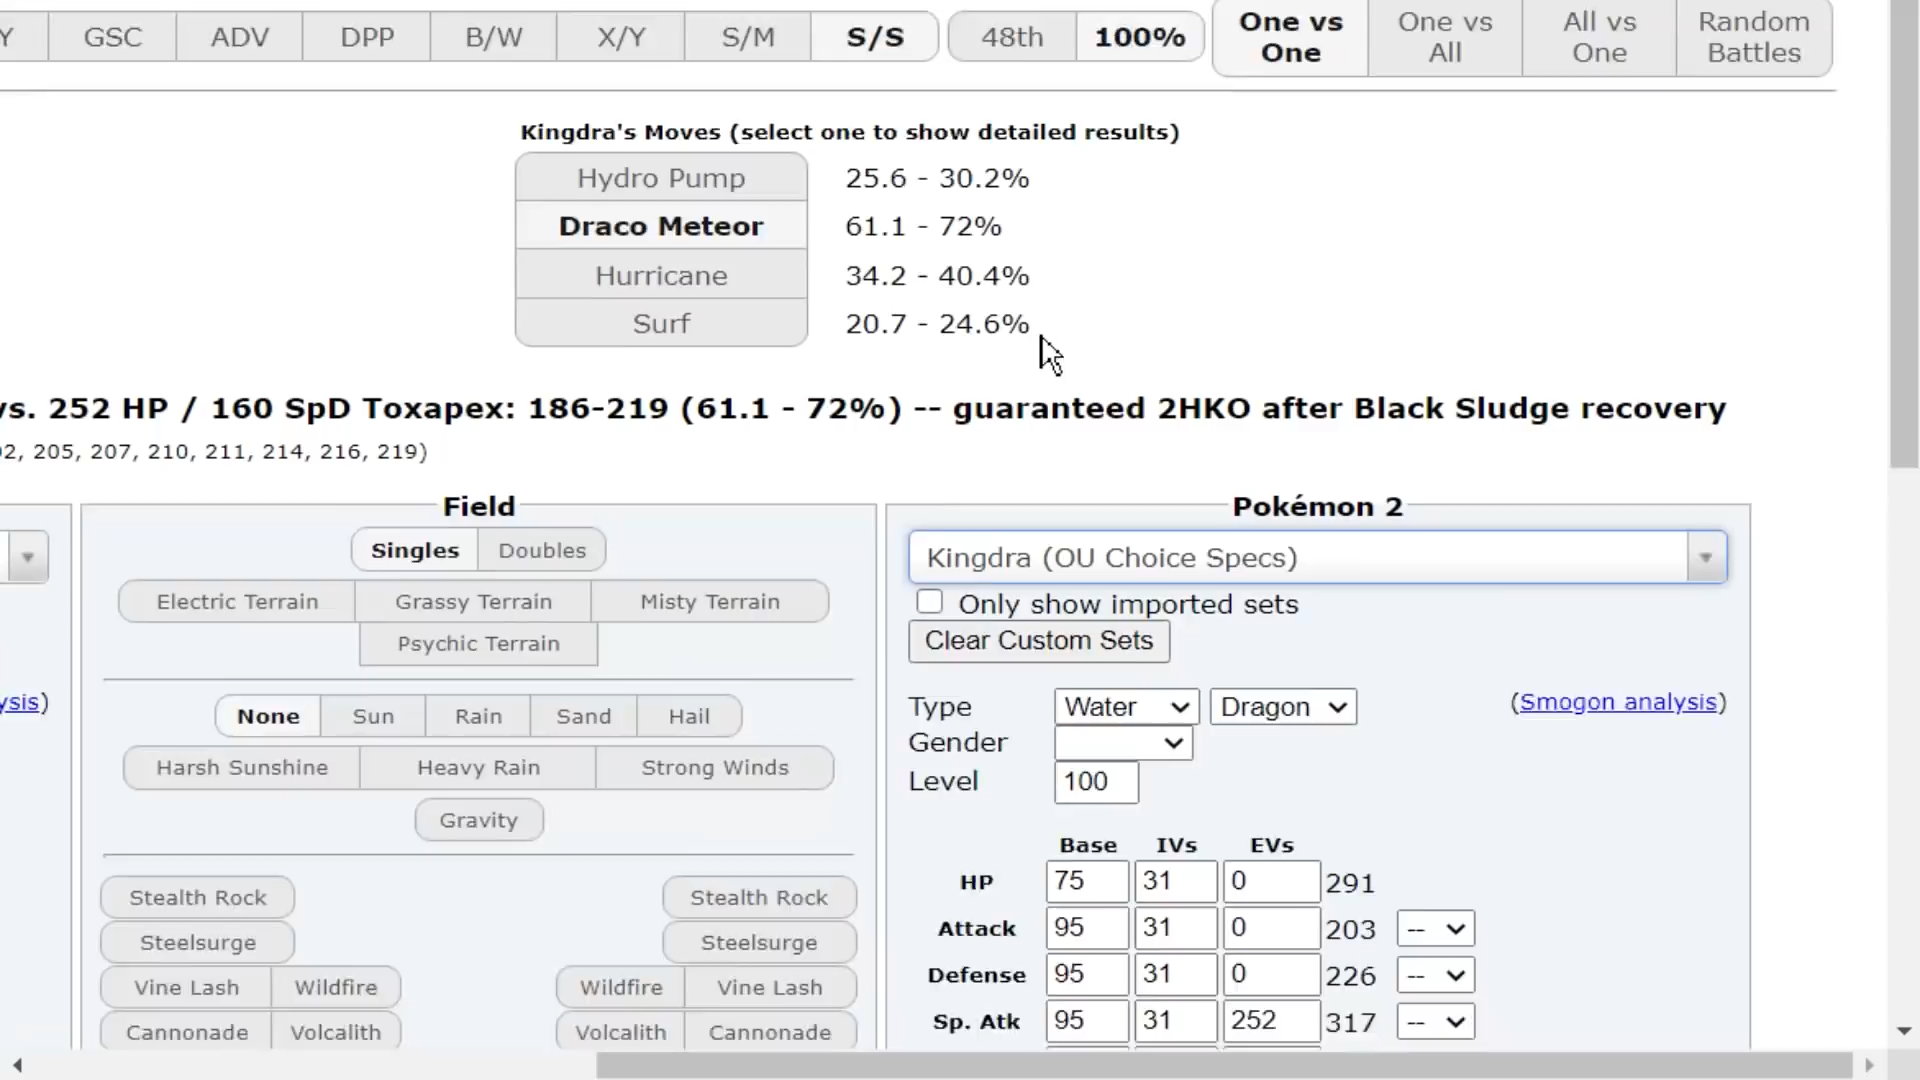 Y GSC ADV DPP B/W X/Y S/M S/S 48th 100% One vs One One vs All All vs One Random Battles
Kingdra's Moves (select one to show detailed results)
Hydro Pump 25.6 - 30.2%
Draco Meteor 61.1 - 72%
Hurricane 34.2 - 40.4%
Surf 20.7 - 24.6%
vs. 252 HP / 160 SpD Toxapex: 186-219 (61.1 - 72%) -- guaranteed 2HKO after Black Sludge recovery
02, 205, 207, 210, 211, 214, 216, 219)
Field
Singles Doubles
Electric Terrain Grassy Terrain Misty Terrain
Psychic Terrain
ysis)
None Sun Rain Sand Hail
Harsh Sunshine Heavy Rain Strong Winds
Gravity
Stealth Rock Stealth Rock
Steelsurge Steelsurge
Vine Lash Wildfire Wildfire Vine Lash
Cannonade Volcalith Volcalith Cannonade
Pokémon 2
Kingdra (OU Choice Specs)
Only show imported sets
Clear Custom Sets
Type Water Dragon (Smogon analysis)
Gender
Level 100
Base IVs EVs
HP 75 31 0 291
Attack 95 31 0 203 --
Defense 95 31 0 226 --
Sp. Atk 95 31 252 317 --